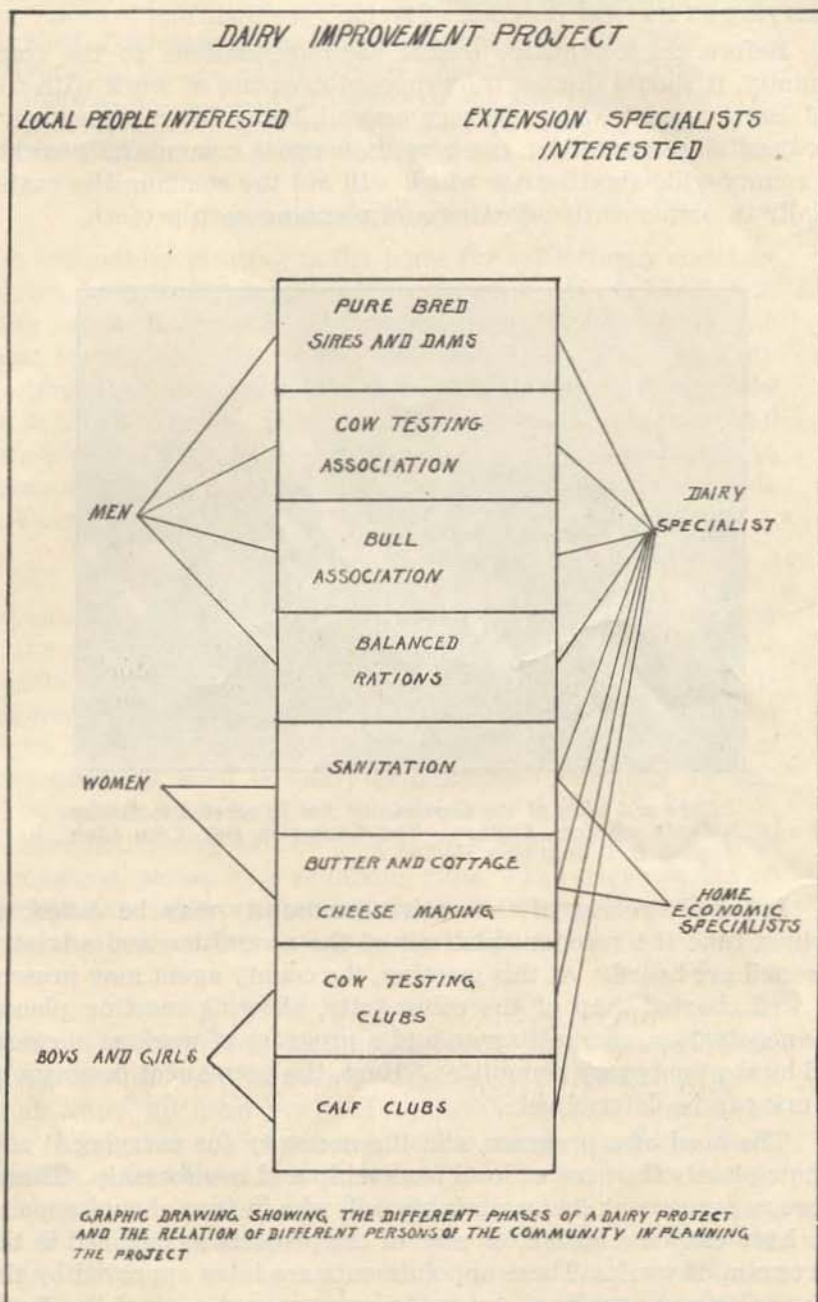 DAIRY IMPROVEMENT PROJECT
LOCAL PEOPLE INTERESTED
EXTENSION SPECIALISTS
INTERESTED
PURE BRED
SIRES AND DAMS
COW TESTING
ASSOCIATION
BULL
ASSOCIATION
BALANCED
RATIONS
SANITATION
BUTTER AND COTTAGE
CHEESE MAKING
COW TESTING
CLUBS
CALF CLUBS
MEN
WOMEN
BOYS AND GIRLS
DAIRY
SPECIALIST
HOME
ECONOMIC
SPECIALISTS
GRAPHIC DRAWING SHOWING THE DIFFERENT PHASES OF A DAIRY PROJECT
AND THE RELATION OF DIFFERENT PERSONS OF THE COMMUNITY IN PLANNING
THE PROJECT